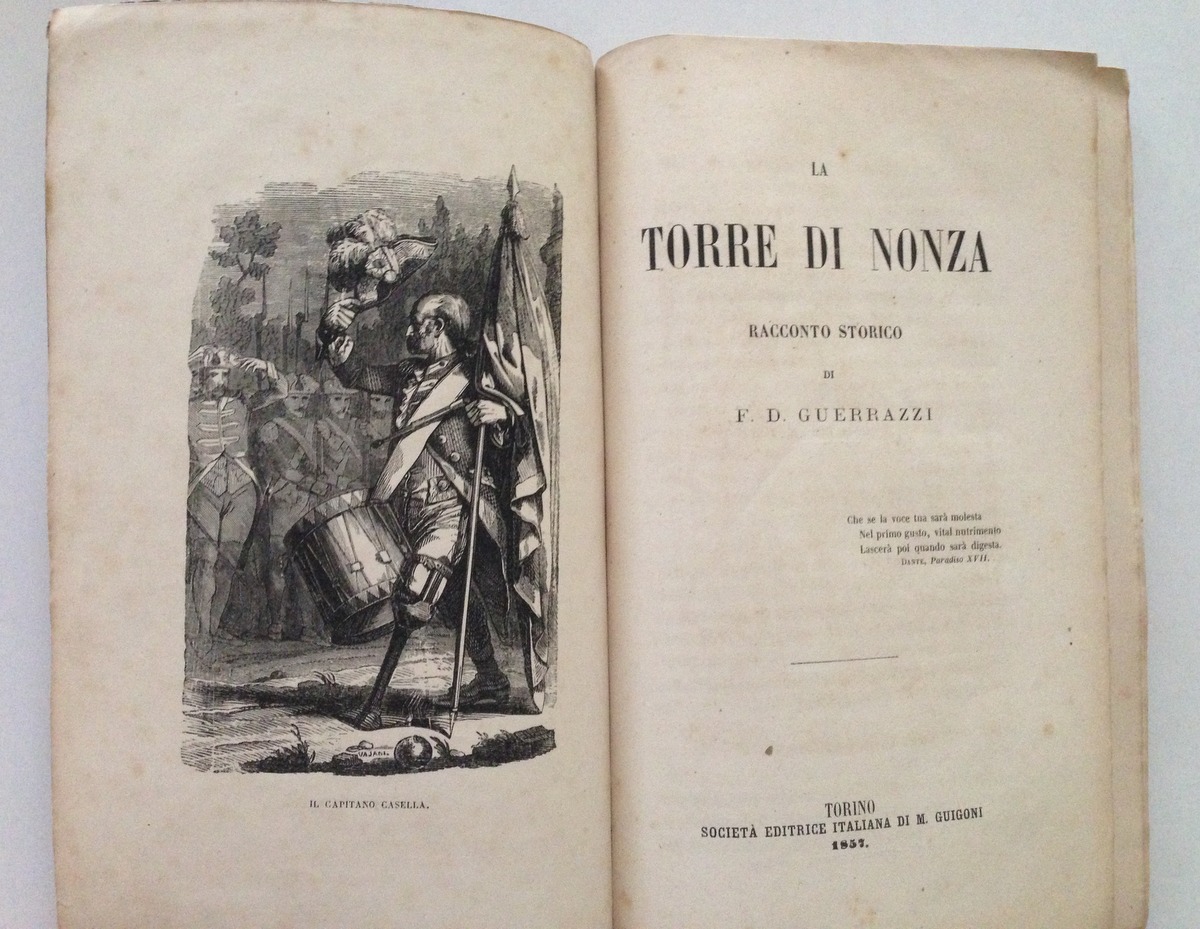 VAJANI.
IL CAPITANO CASELLA.
LA
TORRE DI NONZA
RACCONTO STORICO
DI
F. D. GUERRAZZI
Che se la voce tua sarà molesta
Nel primo gusto, vital nutrimento
Lascerà poi quando sarà digesta.
DANTE, Paradiso XVII.
TORINO
SOCIETÀ EDITRICE ITALIANA DI M. GUIGONI
1857.